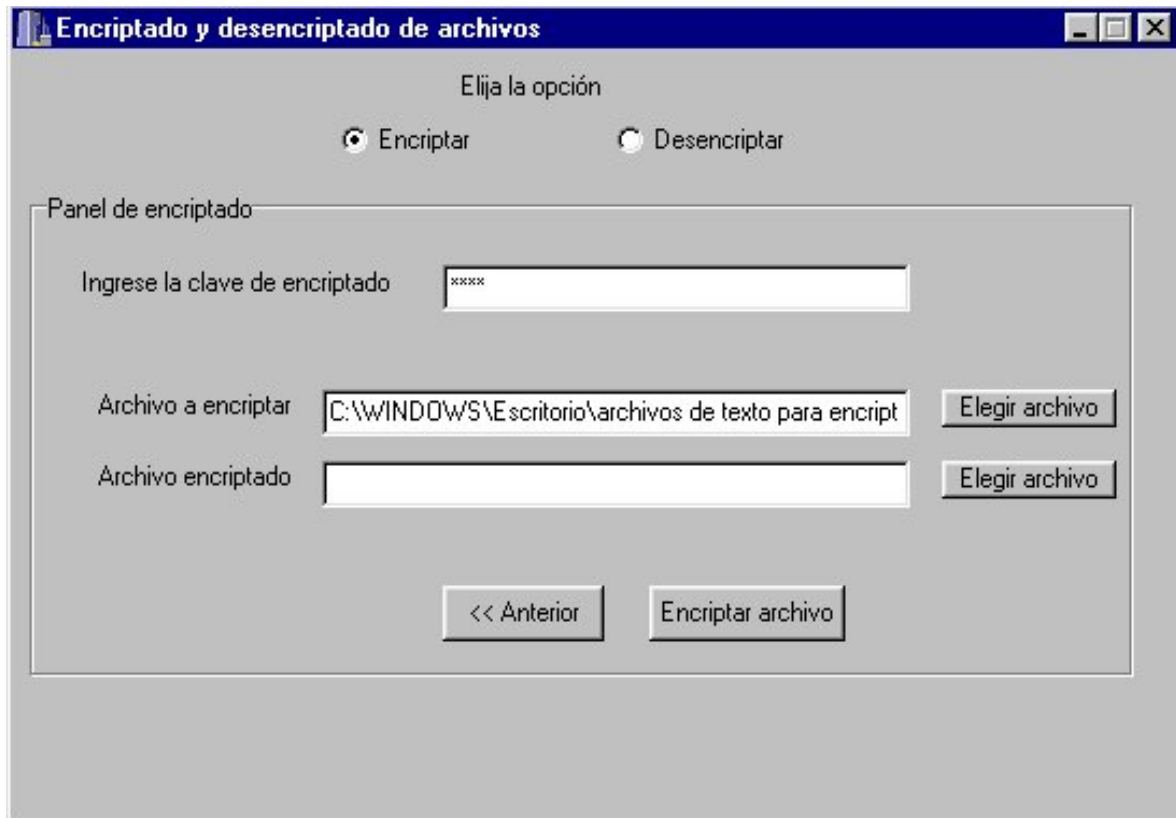 Encriptado y desencriptado de archivos
Elija la opción
Encriptar Desencriptar
Panel de encriptado
Ingrese la clave de encriptado ****
Archivo a encriptar C:\WINDOWS\Escritorio\archivos de texto para encript Elegir archivo
Archivo encriptado Elegir archivo
<< Anterior Encriptar archivo